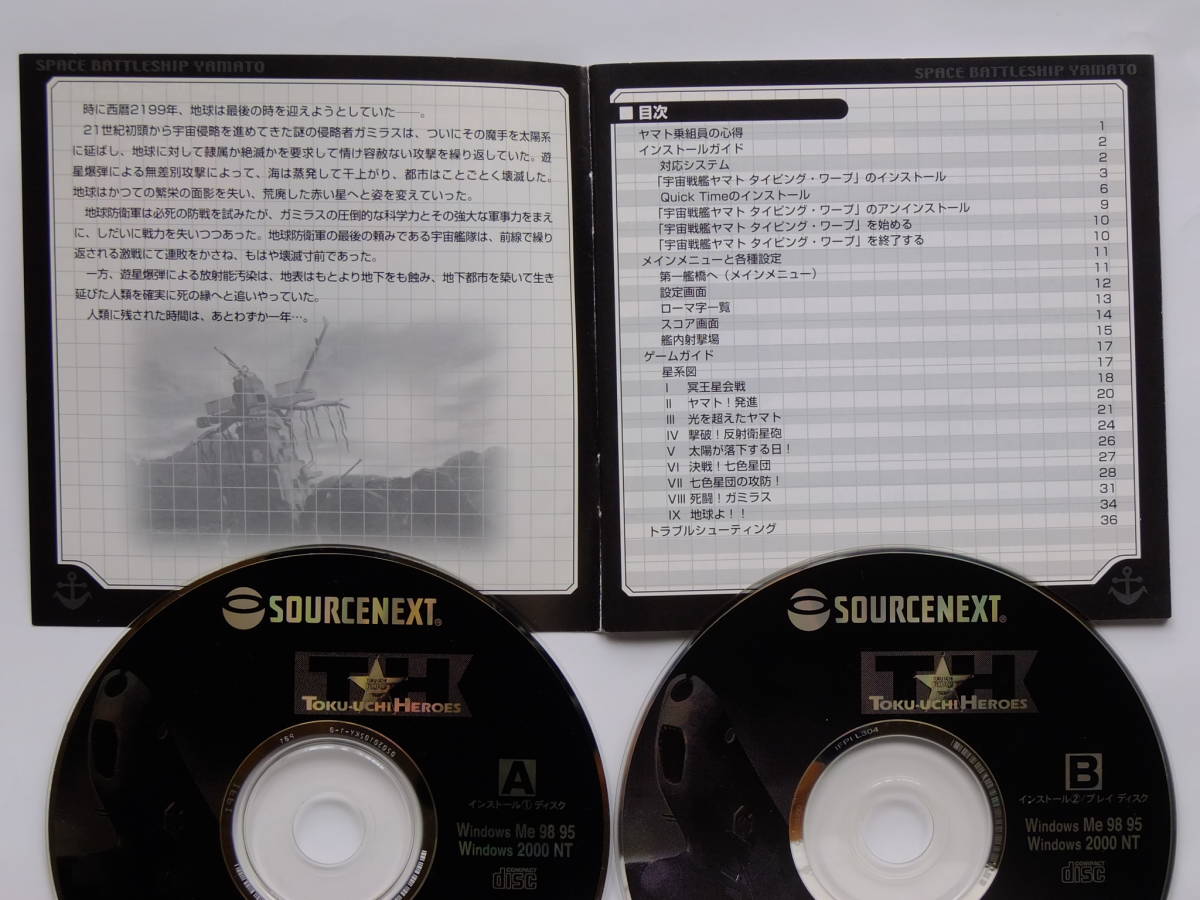 SPACE BATTLESHIP YAMATO
時に西暦2199年、地球は最後の時を迎えようとしていた――。
21世紀初頭から宇宙侵略を進めてきた謎の侵略者ガミラスは、ついにその魔手を太陽系
に延ばし、地球に対して隷属か絶滅かを要求して情け容赦ない攻撃を繰り返していた。遊
星爆弾による無差別攻撃によって、海は蒸発して干上がり、都市はことごとく壊滅した。
地球はかつての繁栄の面影を失い、荒廃した赤い星へと姿を変えていった。
地球防衛軍は必死の防戦を試みたが、ガミラスの圧倒的な科学力とその強大な軍事力をまえ
に、しだいに戦力を失いつつあった。地球防衛軍の最後の頼みである宇宙艦隊は、前線で繰り
返される激戦にて連敗をかさね、もはや壊滅寸前であった。
一方、遊星爆弾による放射能汚染は、地表はもとより地下をも蝕み、地下都市を築いて生き
延びた人類を確実に死の縁へと追いやっていた。
人類に残された時間は、あとわずか一年…。
SPACE BATTLESHIP YAMATO
■目次
ヤマト乗組員の心得 1
インストールガイド 2
対応システム 2
「宇宙戦艦ヤマト タイピング・ワープ」のインストール 3
Quick Timeのインストール 6
「宇宙戦艦ヤマト タイピング・ワープ」のアンインストール 9
「宇宙戦艦ヤマト タイピング・ワープ」を始める 10
「宇宙戦艦ヤマト タイピング・ワープ」を終了する 10
メインメニューと各種設定 11
第一艦橋へ（メインメニュー） 11
設定画面 12
ローマ字一覧 13
スコア画面 14
艦内射撃場 15
ゲームガイド 17
星系図 17
I 冥王星会戦 18
II ヤマト！発進 20
III 光を超えたヤマト 21
IV 撃破！反射衛星砲 24
V 太陽が落下する日！ 26
VI 決戦！七色星団 27
VII 七色星団の攻防！ 28
VIII 死闘！ガミラス 31
IX 地球よ！！ 34
トラブルシューティング 36
SOURCENEXT®
TH
TOKU-UCHI HEROES
A
インストール①ディスク
Windows Me 98 95
Windows 2000 NT
COMPACT
disc
SOURCENEXT®
TH
TOKU-UCHI HEROES
IFPI L304
B
インストール②/プレイ ディスク
Windows Me 98 95
Windows 2000 NT
COMPACT
disc